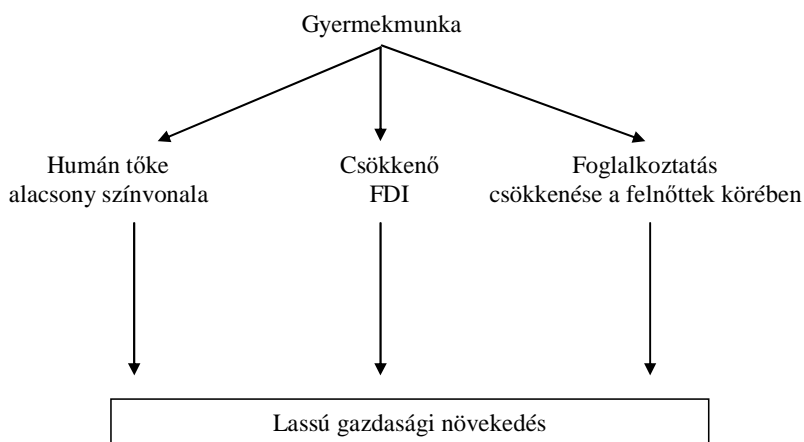 Gyermekmunka
Humán tőke
alacsony színvonala
Csökkenő
FDI
Foglalkoztatás
csökkenése a felnőttek körében
Lassú gazdasági növekedés